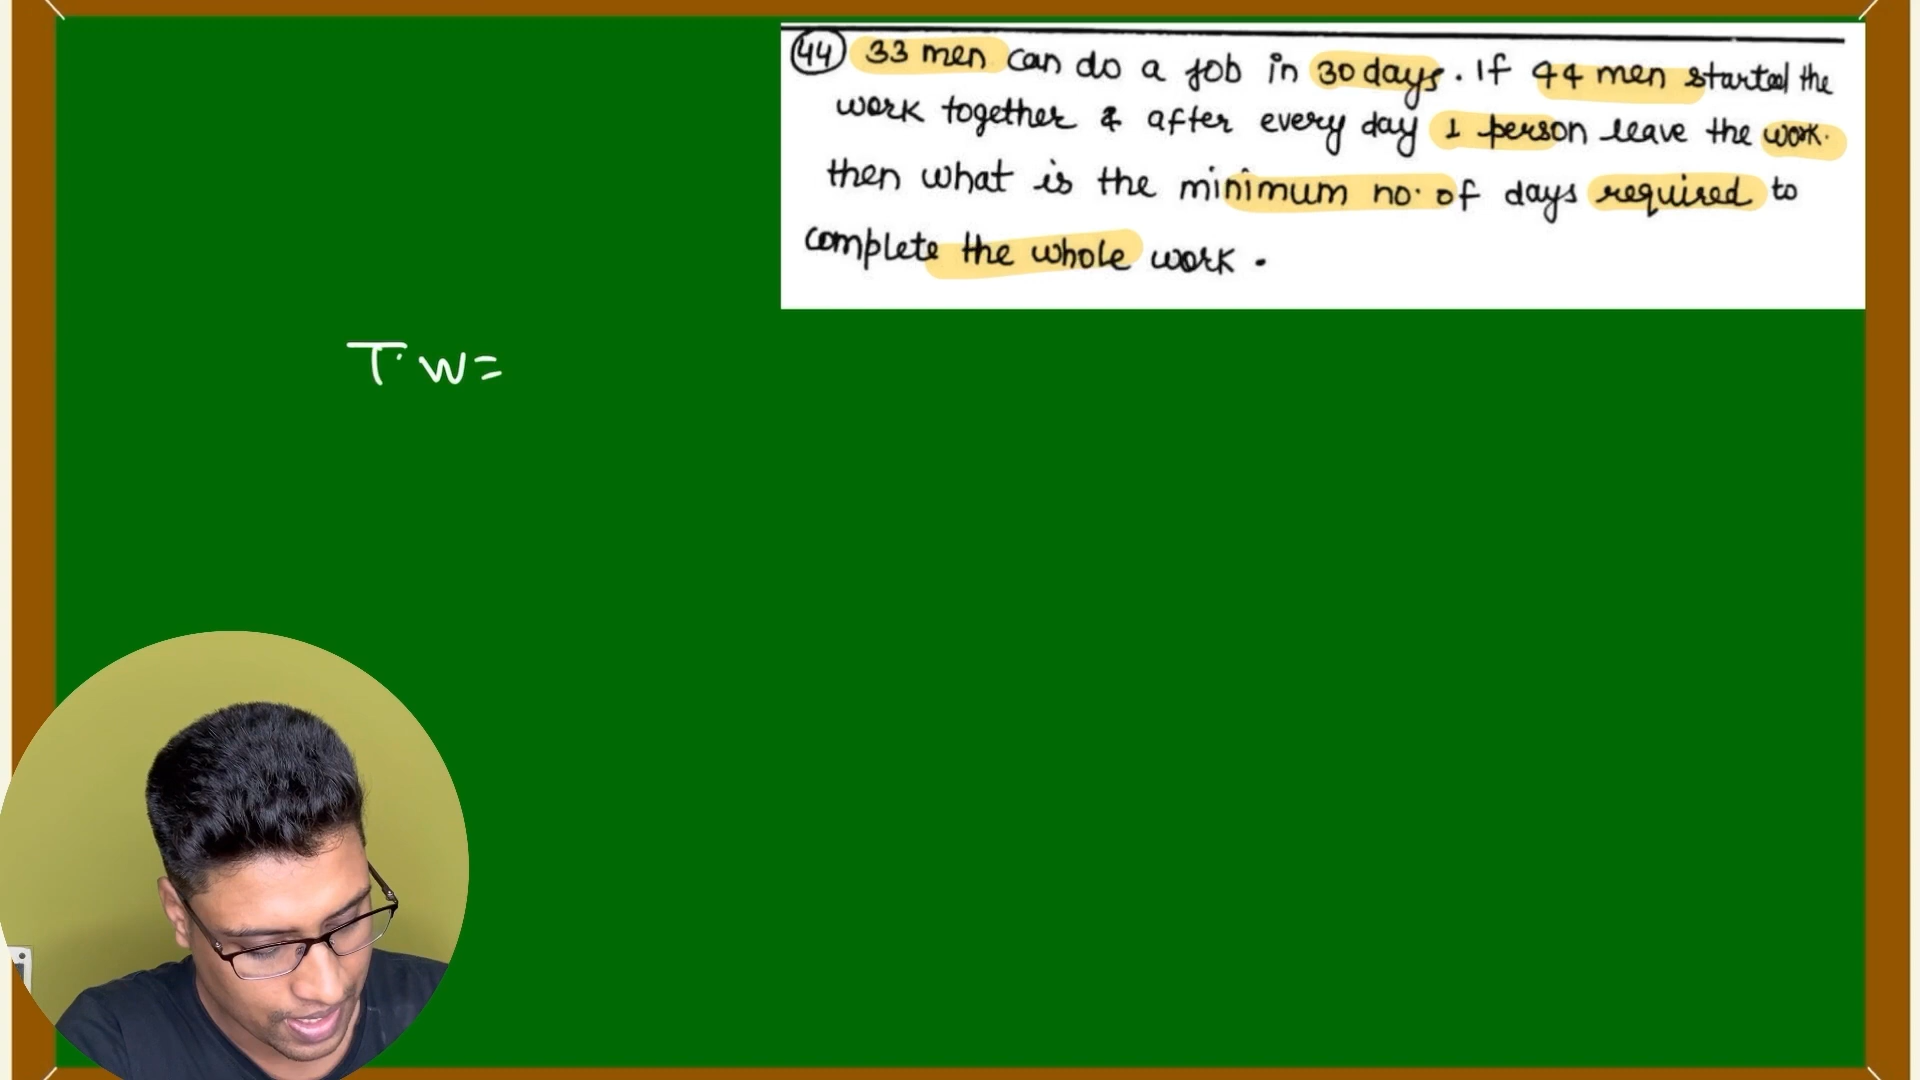 44 33 men can do a job in 30 days. If 44 men started the
work together & after every day 1 person leave the work.
then what is the minimum no. of days required to
complete the whole work.
T.W=